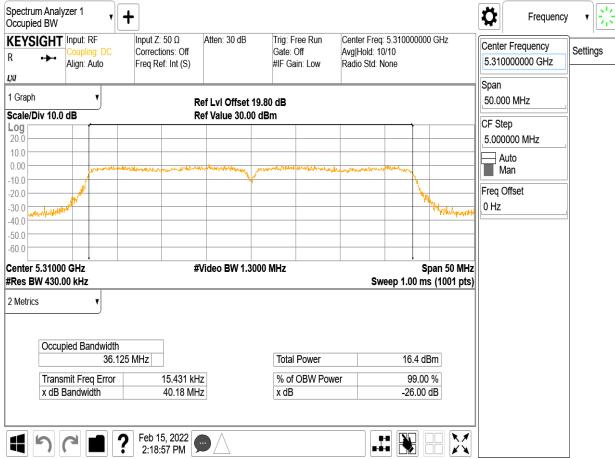 Spectrum Analyzer 1
Occupied BW
Frequency
KEYSIGHT
R
Input: RF
Coupling: DC
Align: Auto
Input Z: 50 Ω
Corrections: Off
Freq Ref: Int (S)
Atten: 30 dB
Trig: Free Run
Gate: Off
#IF Gain: Low
Center Freq: 5.310000000 GHz
Avg|Hold: 10/10
Radio Std: None
LXI
Center Frequency
5.310000000 GHz
Settings
Span
50.000 MHz
CF Step
5.000000 MHz
Auto
Man
Freq Offset
0 Hz
1 Graph
Scale/Div 10.0 dB
Ref Lvl Offset 19.80 dB
Ref Value 30.00 dBm
Log
20.0
10.0
0.00
-10.0
-20.0
-30.0
-40.0
-50.0
-60.0
Center 5.31000 GHz
#Res BW 430.00 kHz
#Video BW 1.3000 MHz
Span 50 MHz
Sweep 1.00 ms (1001 pts)
2 Metrics
Occupied Bandwidth
36.125 MHz
Total Power 16.4 dBm
Transmit Freq Error 15.431 kHz
% of OBW Power 99.00 %
x dB Bandwidth 40.18 MHz
x dB -26.00 dB
Feb 15, 2022
2:18:57 PM